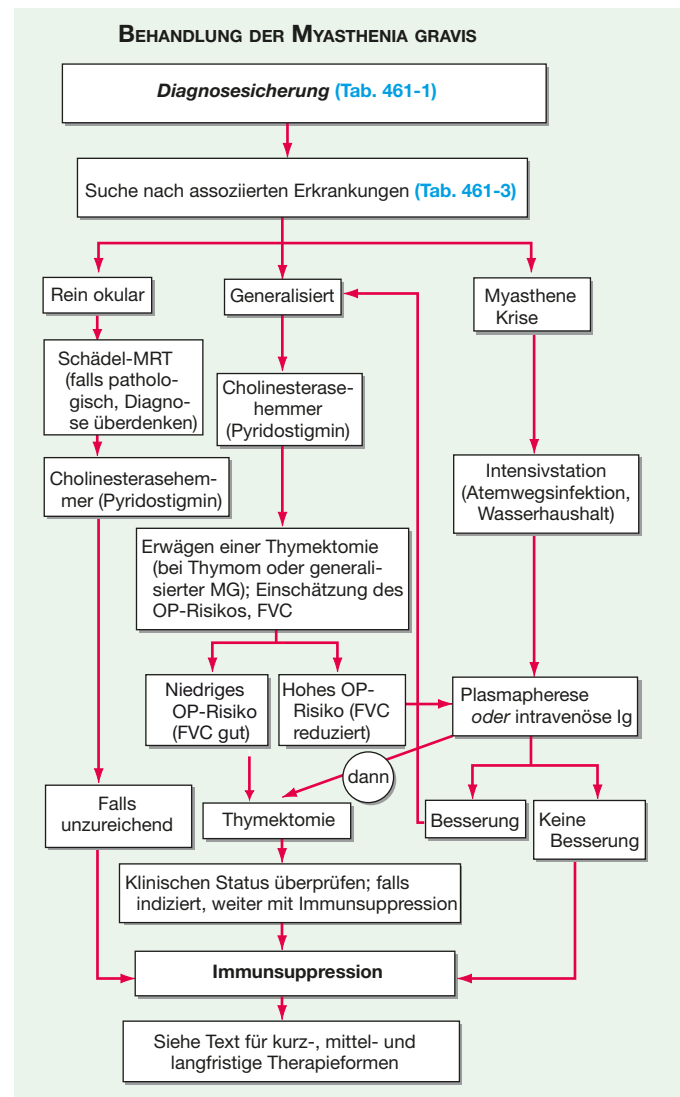 BEHANDLUNG DER MYASTHENIA GRAVIS
Diagnosesicherung (Tab. 461-1)
Suche nach assoziierten Erkrankungen (Tab. 461-3)
Rein okular
Generalisiert
Myasthene
Krise
Schädel-MRT
(falls patholo-
gisch, Diagno-
se überdenken)
Cholinesterase-
hemmer
(Pyridostigmin)
Cholinesterasehem-
mer (Pyridostigmin)
Intensivstation
(Atemwegsinfektion,
Wasserhaushalt)
Erwägen einer Thymektomie
(bei Thymom oder generali-
sierter MG); Einschätzung des
OP-Risikos, FVC
Niedriges
OP-Risiko
(FVC gut)
Hohes OP-
Risiko (FVC
reduziert)
Plasmapherese
oder intravenöse Ig
dann
Falls
unzureichend
Thymektomie
Besserung
Keine
Besserung
Klinischen Status überprüfen; falls
indiziert, weiter mit Immunsuppression
Immunsuppression
Siehe Text für kurz-, mittel- und
langfristige Therapieformen